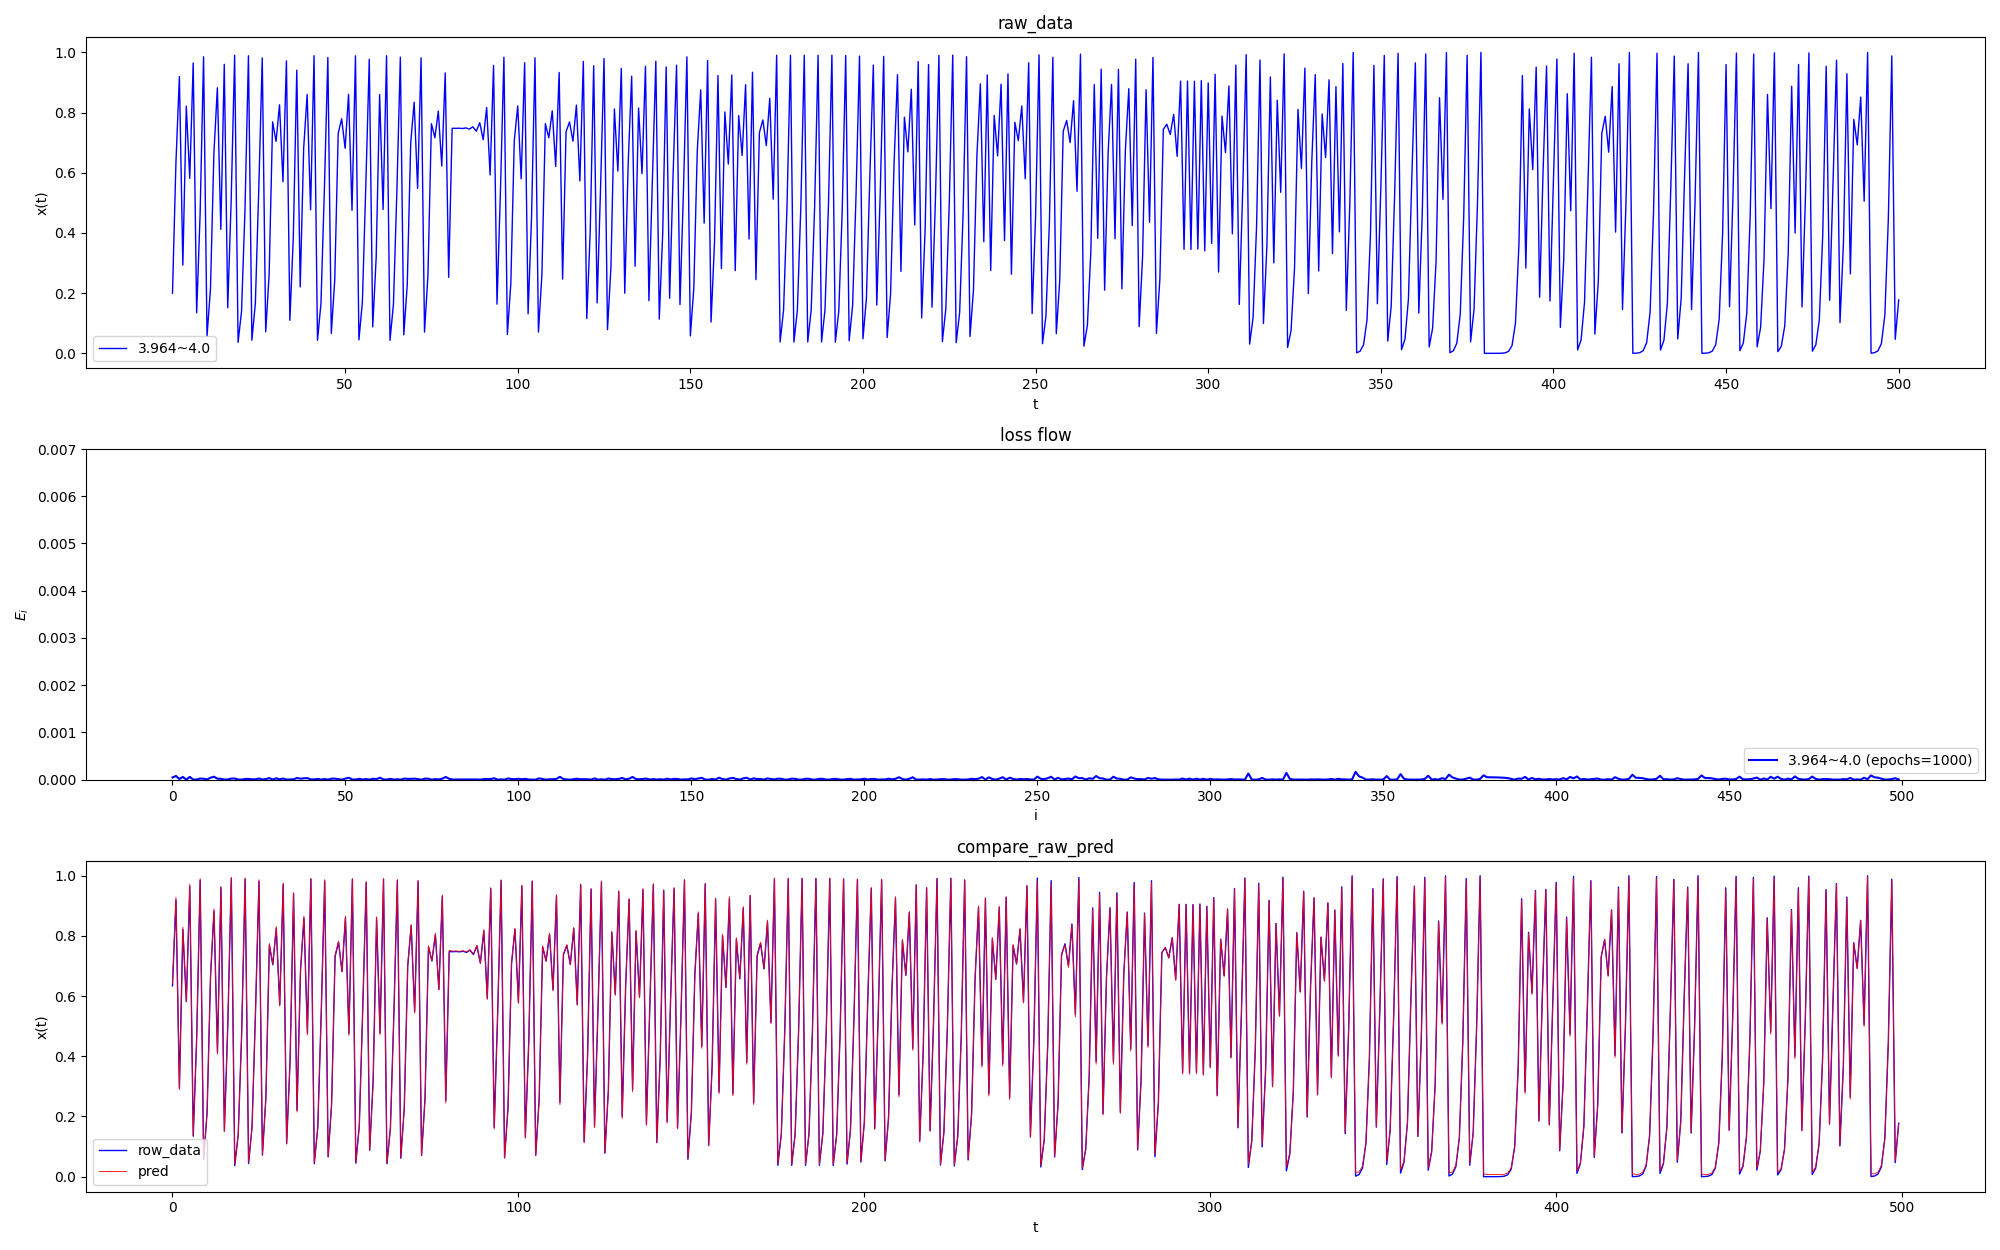 raw_data
x(t)
1.0
0.8
0.6
0.4
0.2
0.0
3.964~4.0
50 100 150 200 250 300 350 400 450 500
t
loss flow
E_i
0.007
0.006
0.005
0.004
0.003
0.002
0.001
0.000
3.964~4.0 (epochs=1000)
0 50 100 150 200 250 300 350 400 450 500
i
compare_raw_pred
x(t)
1.0
0.8
0.6
0.4
0.2
0.0
row_data
pred
0 100 200 300 400 500
t